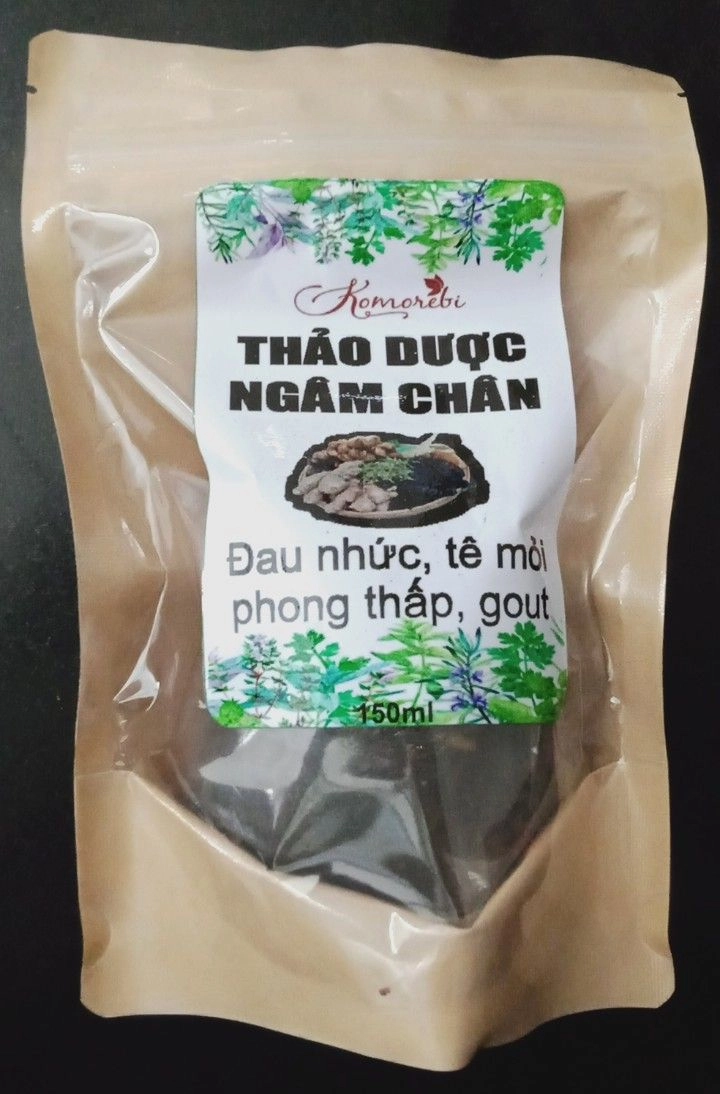 Komorebi
THẢO DƯỢC
NGÂM CHÂN
Đau nhức, tê mỏi
phong thấp, gout
150ml